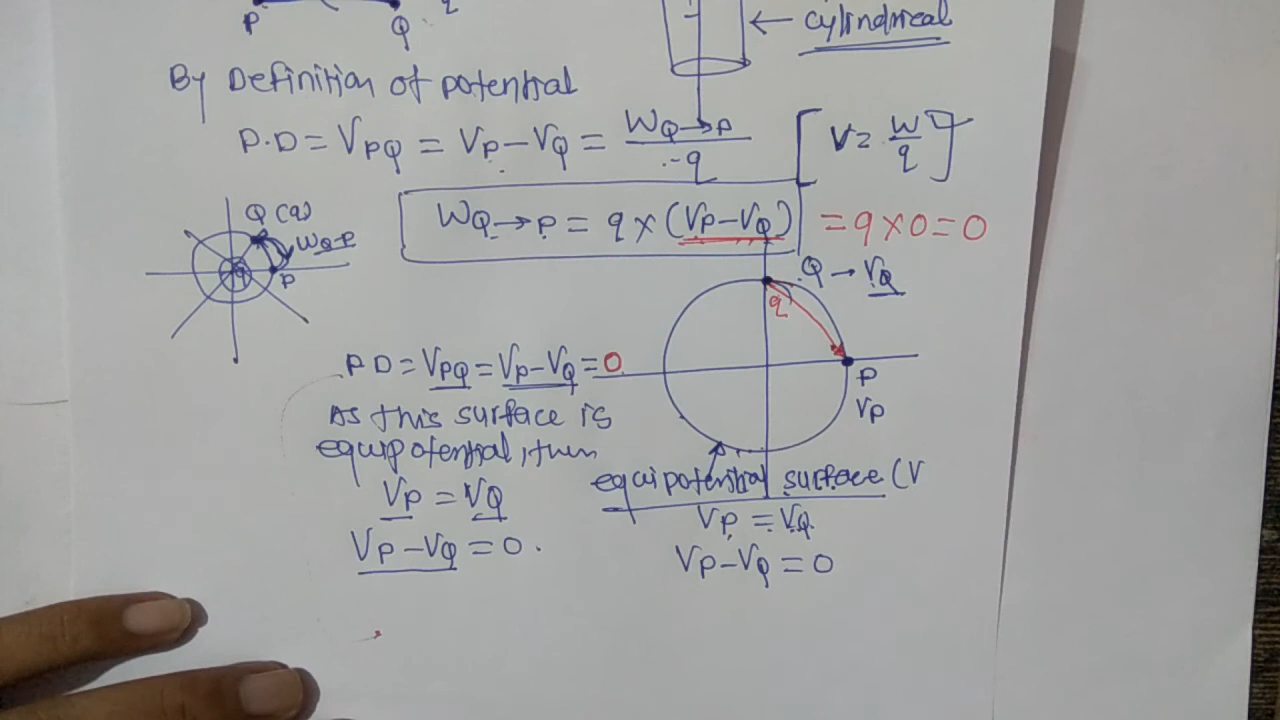 P Q q
← cylindrical
By Definition of potential
P.D = VPQ = VP-VQ = WQ→P / q [V= W/q]
WQ→P = q × (VP-VQ) = q × 0 = 0
Q (q)
WQ-P
P
Q → VQ
q
P
VP
P D = VPQ = VP-VQ = 0
As this surface is
equipotential, then
VP = VQ
VP-VQ = 0.
equipotential surface (V
VP = VQ
VP-VQ = 0